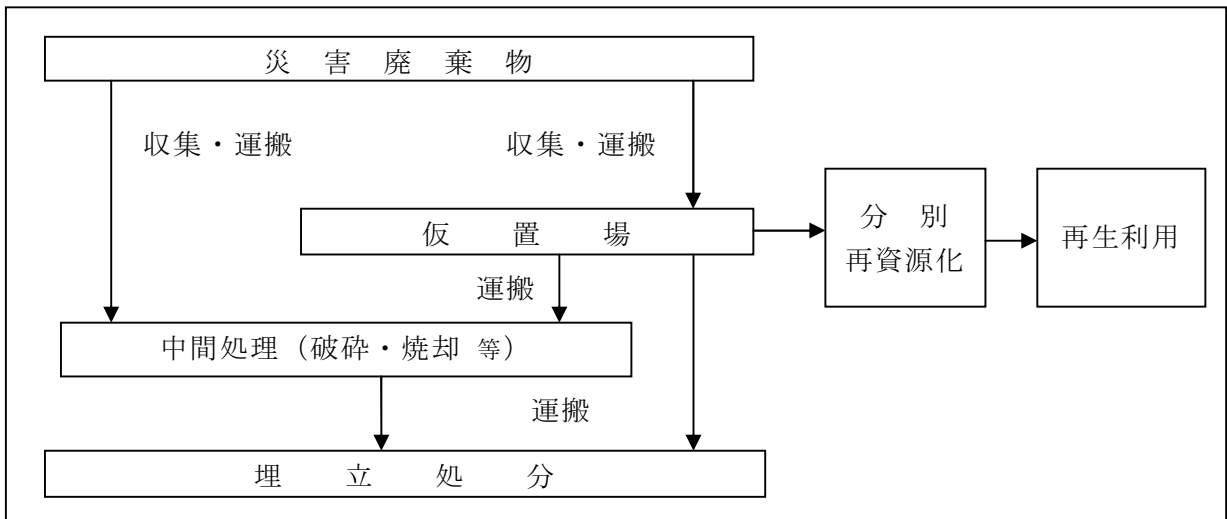 災害廃棄物
収集・運搬
収集・運搬
仮置場
分別
再資源化
再生利用
運搬
中間処理（破砕・焼却 等）
運搬
埋立処分